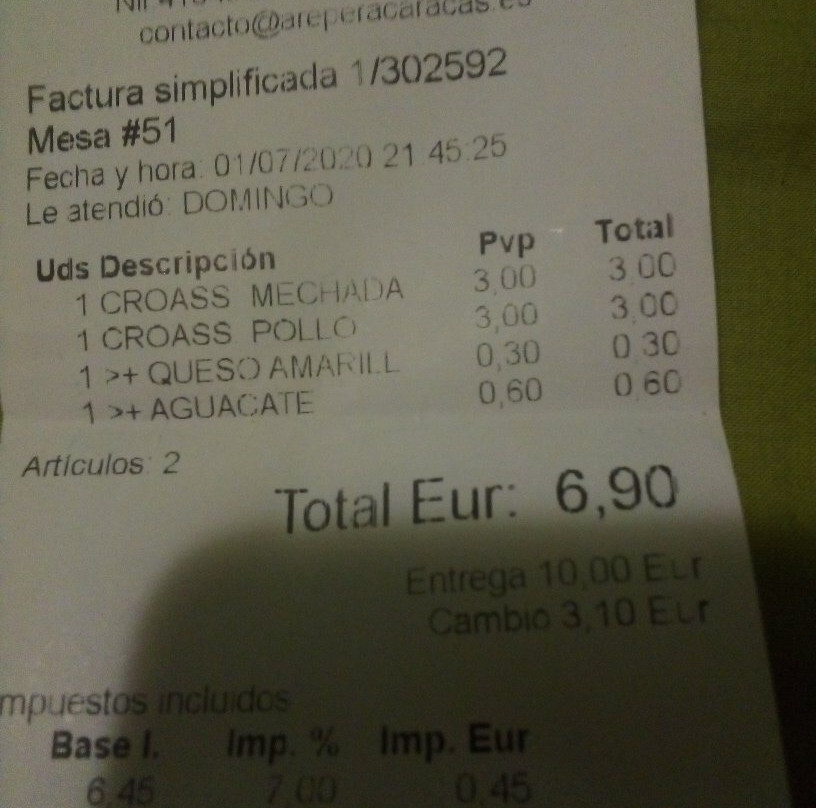 contacto@areperacaracas.es
Factura simplificada 1/302592
Mesa #51
Fecha y hora: 01/07/2020 21:45:25
Le atendió: DOMINGO
Uds Descripción Pvp Total
1 CROASS MECHADA 3,00 3,00
1 CROASS POLLO 3,00 3,00
1 >+ QUESO AMARILL 0,30 0,30
1 >+ AGUACATE 0,60 0,60
Artículos: 2
Total Eur: 6,90
Entrega 10,00 Eur
Cambio 3,10 Eur
mpuestos incluidos
Base I. Imp. % Imp. Eur
6,45 7,00 0,45